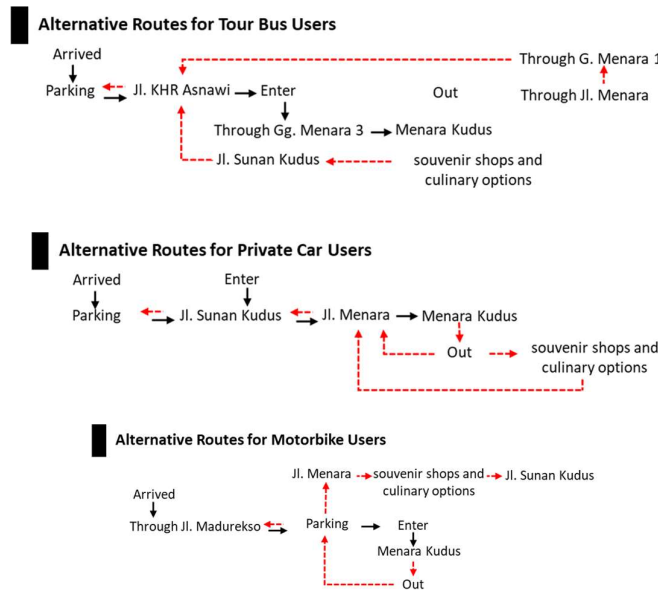 Alternative Routes for Tour Bus Users
Arrived
Through G. Menara 1
Parking
Jl. KHR Asnawi
Enter
Out
Through Jl. Menara
Through Gg. Menara 3
Menara Kudus
Jl. Sunan Kudus
souvenir shops and
culinary options
Alternative Routes for Private Car Users
Arrived
Enter
Parking
Jl. Sunan Kudus
Jl. Menara
Menara Kudus
Out
souvenir shops and
culinary options
Alternative Routes for Motorbike Users
Jl. Menara
souvenir shops and
culinary options
Jl. Sunan Kudus
Arrived
Through Jl. Madurekso
Parking
Enter
Menara Kudus
Out